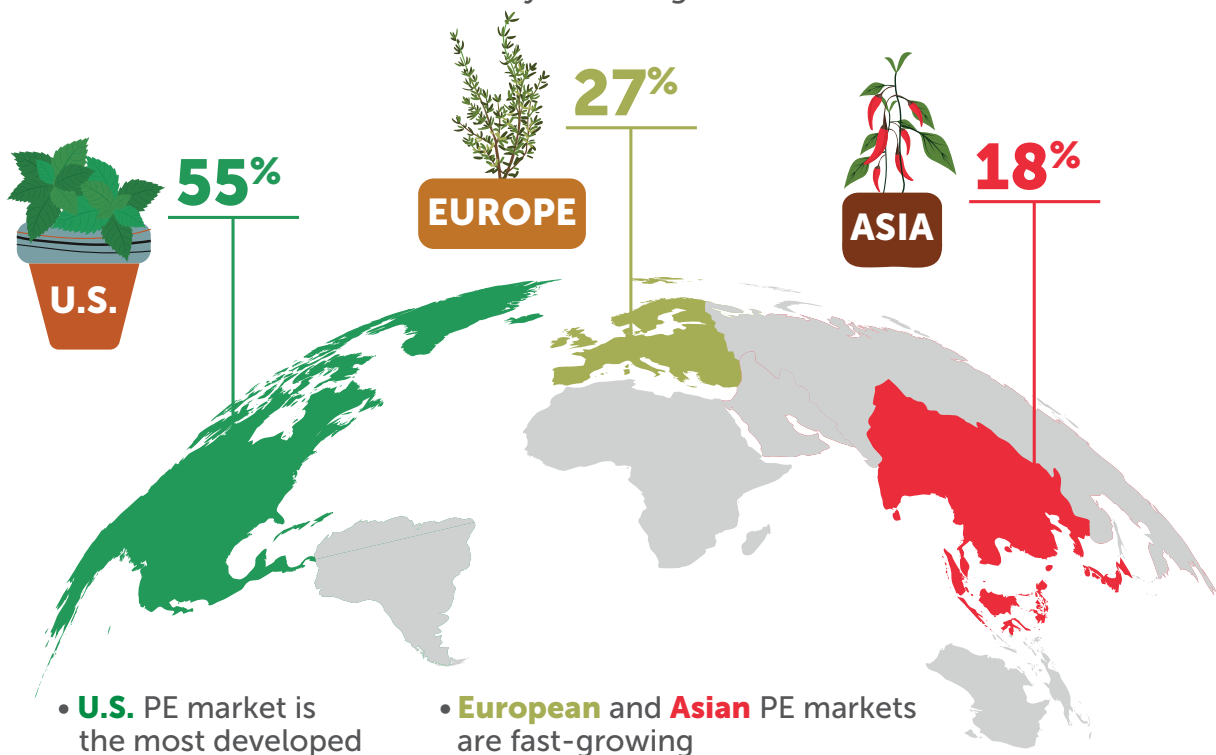 55%
U.S.
27%
EUROPE
18%
ASIA
• U.S. PE market is
the most developed
• European and Asian PE markets
are fast-growing